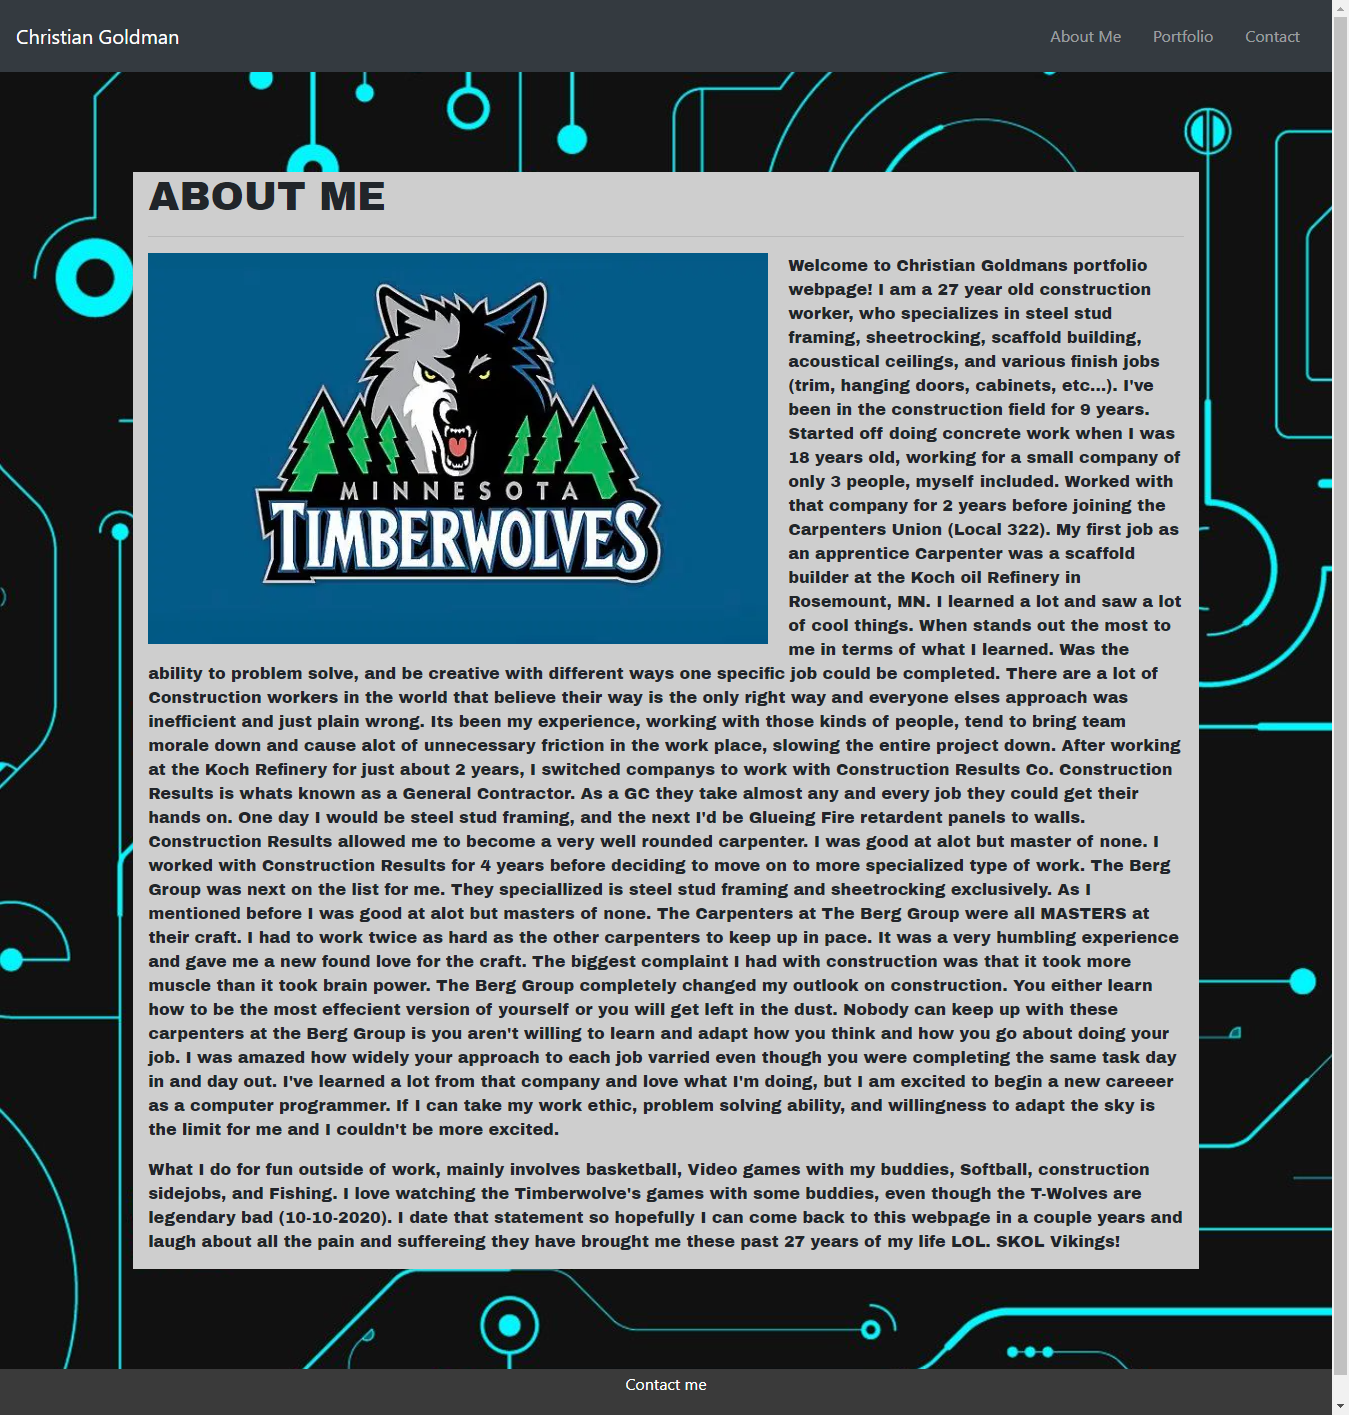 Christian Goldman
About Me
Portfolio
Contact
ABOUT ME
MINNESOTA
TIMBERWOLVES
Welcome to Christian Goldmans portfolio
webpage! I am a 27 year old construction
worker, who specializes in steel stud
framing, sheetrocking, scaffold building,
acoustical ceilings, and various finish jobs
(trim, hanging doors, cabinets, etc...). I've
been in the construction field for 9 years.
Started off doing concrete work when I was
18 years old, working for a small company of
only 3 people, myself included. Worked with
that company for 2 years before joining the
Carpenters Union (Local 322). My first job as
an apprentice Carpenter was a scaffold
builder at the Koch oil Refinery in
Rosemount, MN. I learned a lot and saw a lot
of cool things. When stands out the most to
me in terms of what I learned. Was the
ability to problem solve, and be creative with different ways one specific job could be completed. There are a lot of
Construction workers in the world that believe their way is the only right way and everyone elses approach was
inefficient and just plain wrong. Its been my experience, working with those kinds of people, tend to bring team
morale down and cause alot of unnecessary friction in the work place, slowing the entire project down. After working
at the Koch Refinery for just about 2 years, I switched companys to work with Construction Results Co. Construction
Results is whats known as a General Contractor. As a GC they take almost any and every job they could get their
hands on. One day I would be steel stud framing, and the next I'd be Glueing Fire retardent panels to walls.
Construction Results allowed me to become a very well rounded carpenter. I was good at alot but master of none. I
worked with Construction Results for 4 years before deciding to move on to more specialized type of work. The Berg
Group was next on the list for me. They speciallized is steel stud framing and sheetrocking exclusively. As I
mentioned before I was good at alot but masters of none. The Carpenters at The Berg Group were all MASTERS at
their craft. I had to work twice as hard as the other carpenters to keep up in pace. It was a very humbling experience
and gave me a new found love for the craft. The biggest complaint I had with construction was that it took more
muscle than it took brain power. The Berg Group completely changed my outlook on construction. You either learn
how to be the most effecient version of yourself or you will get left in the dust. Nobody can keep up with these
carpenters at the Berg Group is you aren't willing to learn and adapt how you think and how you go about doing your
job. I was amazed how widely your approach to each job varried even though you were completing the same task day
in and day out. I've learned a lot from that company and love what I'm doing, but I am excited to begin a new careeer
as a computer programmer. If I can take my work ethic, problem solving ability, and willingness to adapt the sky is
the limit for me and I couldn't be more excited.
What I do for fun outside of work, mainly involves basketball, Video games with my buddies, Softball, construction
sidejobs, and Fishing. I love watching the Timberwolve's games with some buddies, even though the T-Wolves are
legendary bad (10-10-2020). I date that statement so hopefully I can come back to this webpage in a couple years and
laugh about all the pain and suffereing they have brought me these past 27 years of my life LOL. SKOL Vikings!
Contact me